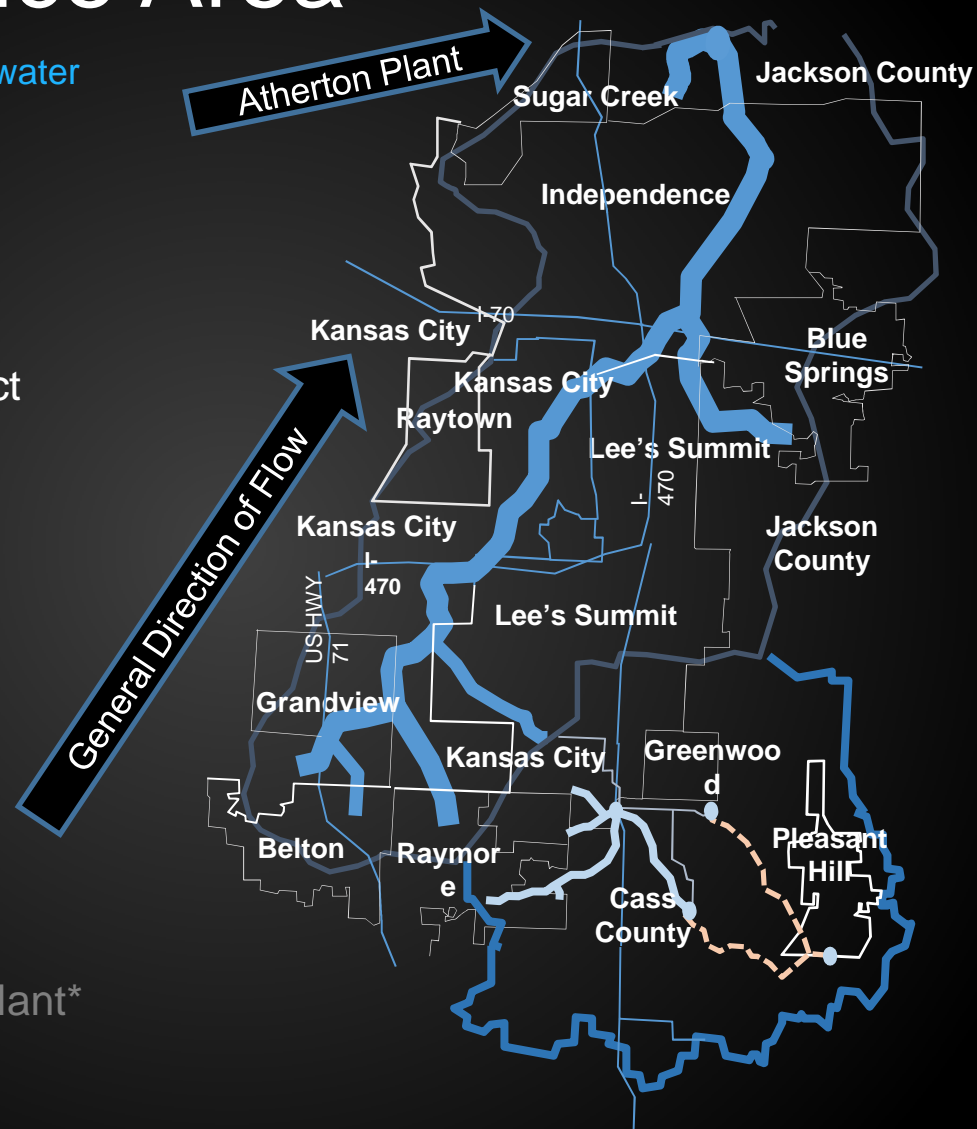 Area
water
Atherton Plant
Jackson County
Sugar Creek
Independence
I-70
Kansas City
Blue
Springs
ct
Kansas City
Raytown
Lee's Summit
I-
470
General Direction of Flow
Kansas City
I-
470
Jackson
County
US HWY
71
Lee's Summit
Grandview
Kansas City
Greenwoo
d
Pleasant
Hill
Belton
Raymor
e
Cass
County
lant*